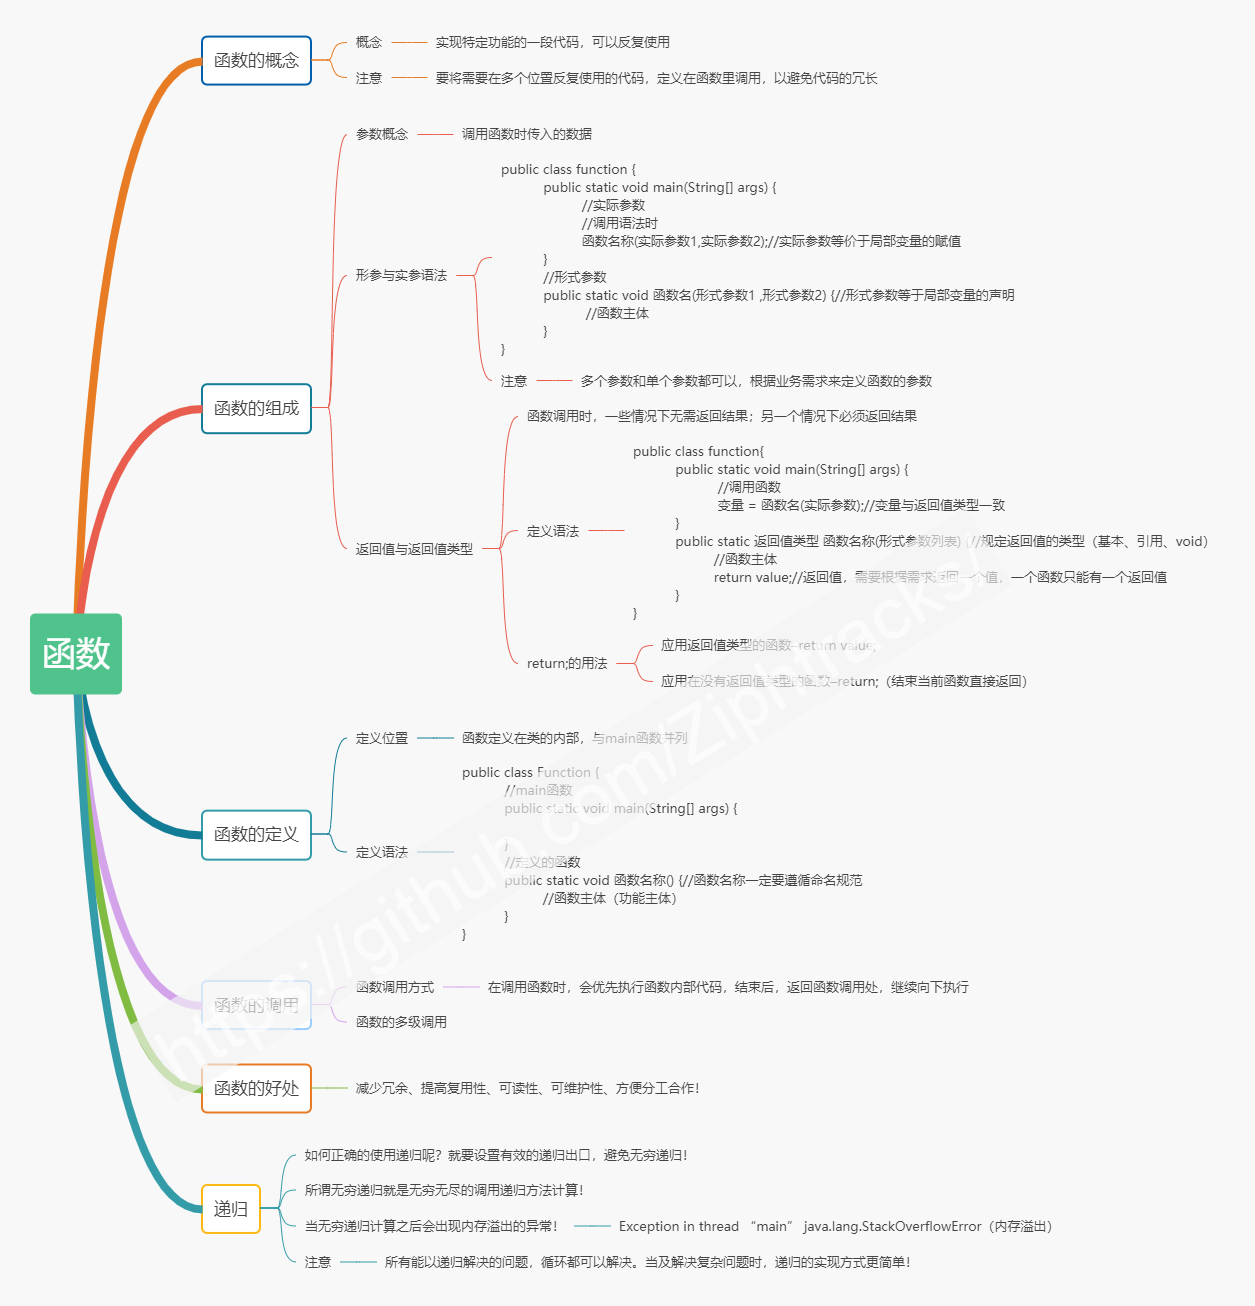 函数
函数的概念
概念
实现特定功能的一段代码，可以反复使用
注意
要将需要在多个位置反复使用的代码，定义在函数里调用，以避免代码的冗长
函数的组成
参数概念
调用函数时传入的数据
形参与实参语法
public class function {
public static void main(String[] args) {
//实际参数
//调用语法时
函数名称(实际参数1,实际参数2);//实际参数等价于局部变量的赋值
}
//形式参数
public static void 函数名(形式参数1 ,形式参数2) {//形式参数等于局部变量的声明
//函数主体
}
}
注意
多个参数和单个参数都可以，根据业务需求来定义函数的参数
返回值与返回值类型
函数调用时，一些情况下无需返回结果；另一个情况下必须返回结果
定义语法
public class function{
public static void main(String[] args) {
//调用函数
变量 = 函数名(实际参数);//变量与返回值类型一致
}
public static 返回值类型 函数名称(形式参数列表) {//规定返回值的类型（基本、引用、void）
//函数主体
return value;//返回值，需要根据需求返回一个值，一个函数只能有一个返回值
}
}
return;的用法
应用返回值类型的函数–return value;
应用在没有返回值类型的函数–return;（结束当前函数直接返回）
函数的定义
定义位置
函数定义在类的内部，与main函数并列
定义语法
public class Function {
//main函数
public static void main(String[] args) {
}
//定义的函数
public static void 函数名称() {//函数名称一定要遵循命名规范
//函数主体（功能主体）
}
}
函数的调用
函数调用方式
在调用函数时，会优先执行函数内部代码，结束后，返回函数调用处，继续向下执行
函数的多级调用
函数的好处
减少冗余、提高复用性、可读性、可维护性、方便分工合作！
递归
如何正确的使用递归呢？就要设置有效的递归出口，避免无穷递归！
所谓无穷递归就是无穷无尽的调用递归方法计算！
当无穷递归计算之后会出现内存溢出的异常！
Exception in thread “main” java.lang.StackOverflowError（内存溢出）
注意
所有能以递归解决的问题，循环都可以解决。当及解决复杂问题时，递归的实现方式更简单！
https://github.com/Ziphtracks/